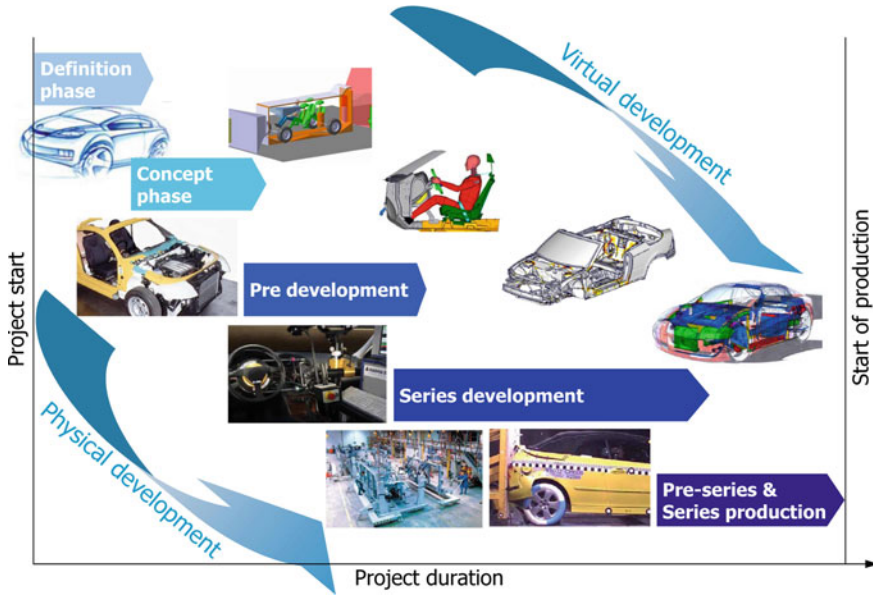 Definition
phase
Virtual development
Concept
phase
Project start
Pre development
Start of production
Series development
Physical development
Pre-series &
Series production
Project duration